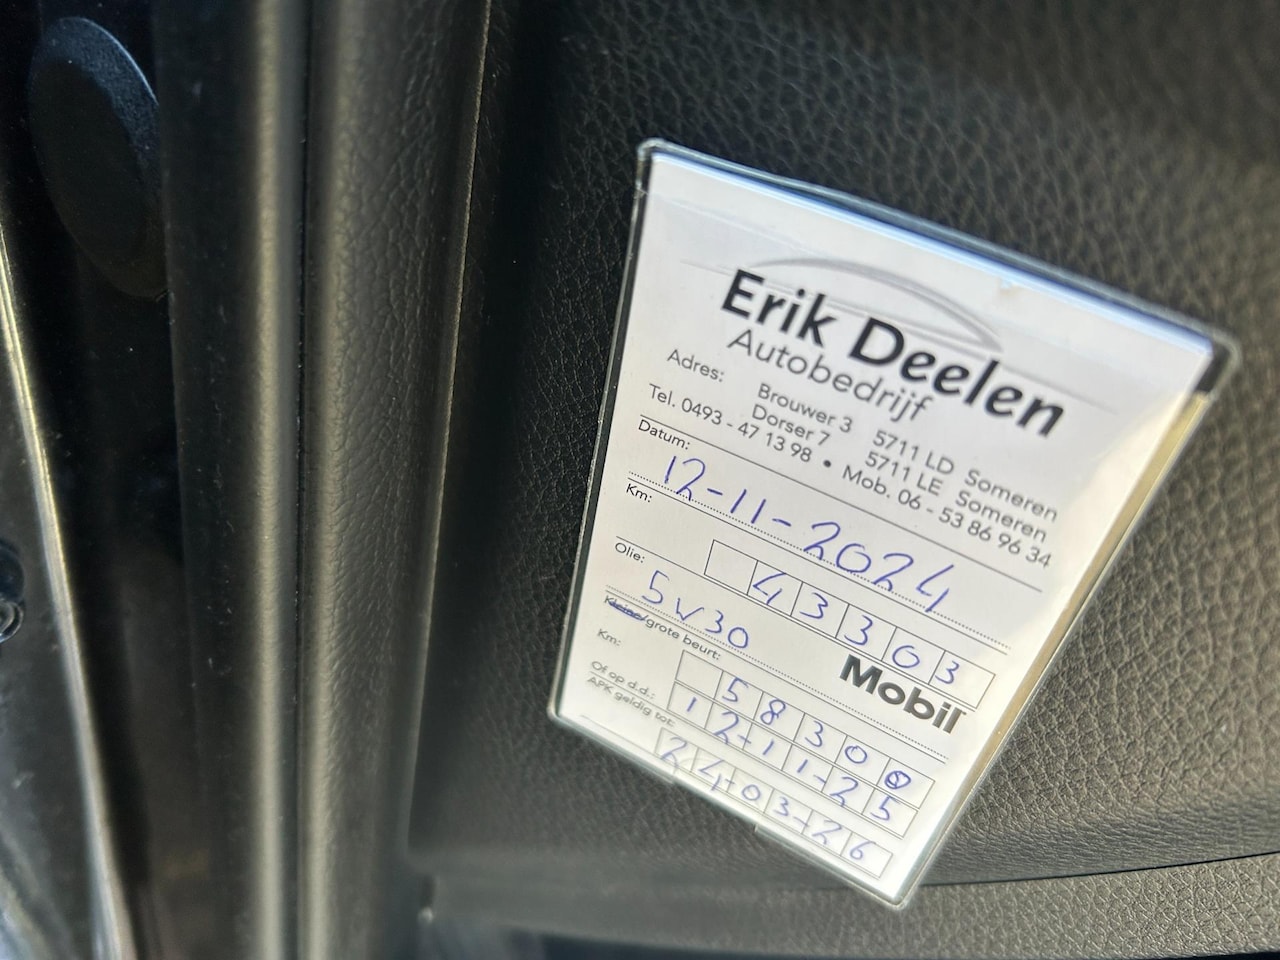 Erik Deelen
Autobedrijf
Adres: Brouwer 3 5711 LD Someren
Dorser 7 5711 LE Someren
Tel. 0493 - 47 13 98 • Mob. 06 - 53 86 96 34
Datum: 12-11-2024
Km: 43303
Olie: 5W30 Mobil
Kleine/grote beurt:
Km: 58300
Of op d.d.: 12-11-25
APK geldig tot: 24-03-26